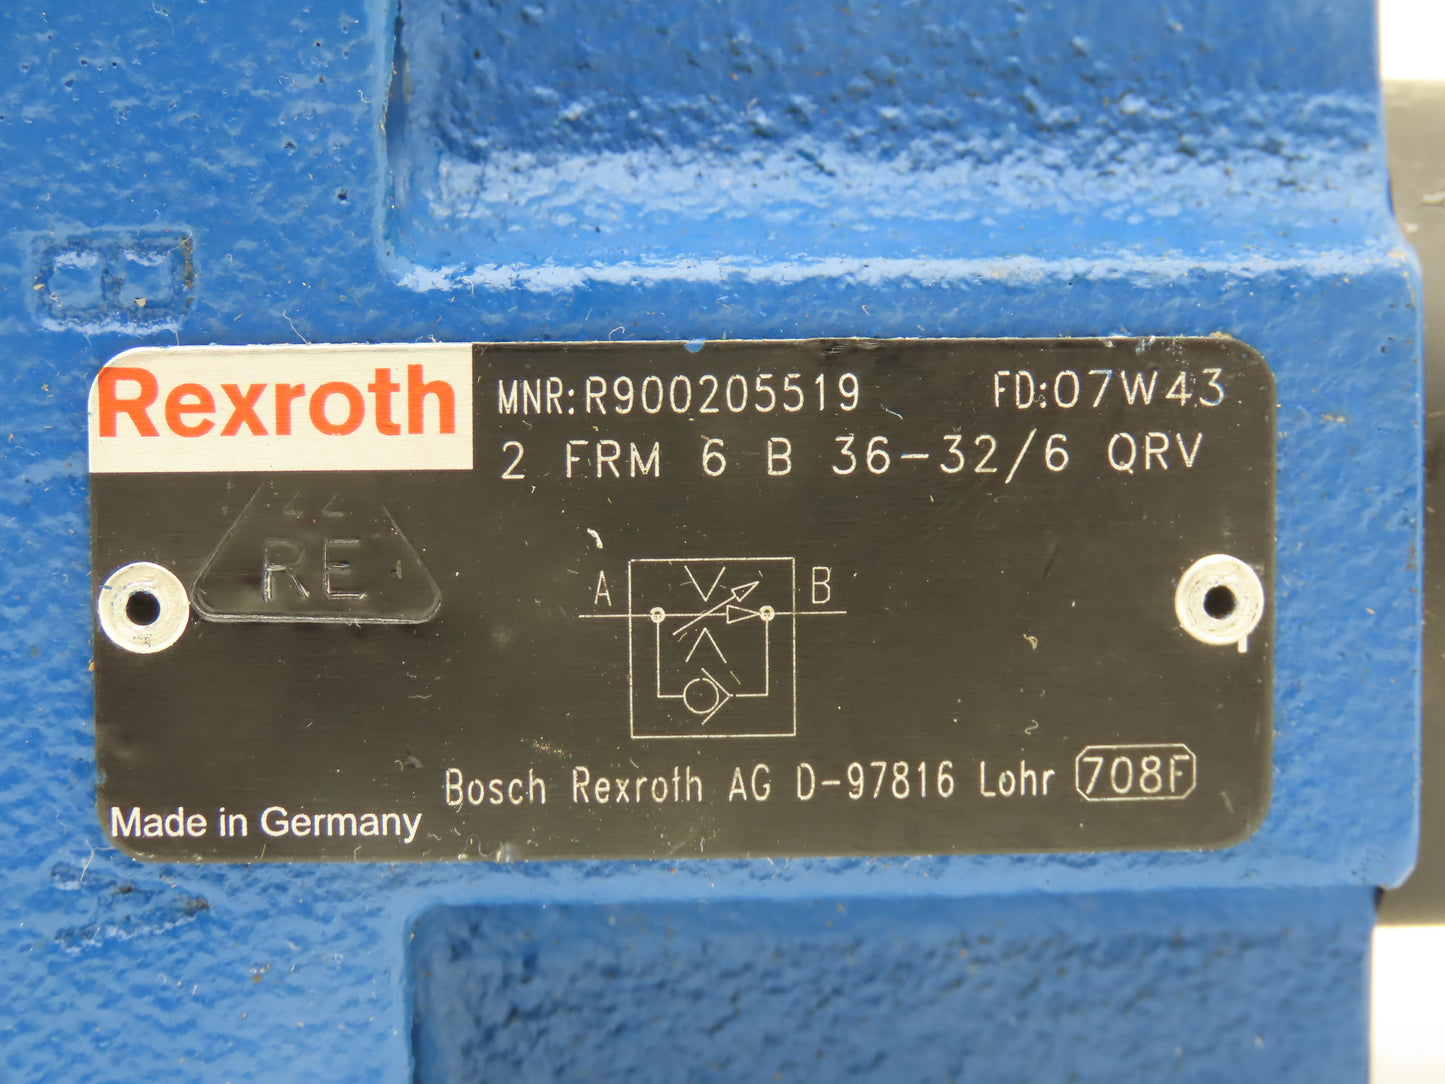 Rexroth
MNR:R900205519 FD:07W43
2 FRM 6 B 36-32/6 QRV
RE
A B
Bosch Rexroth AG D-97816 Lohr 708F
Made in Germany